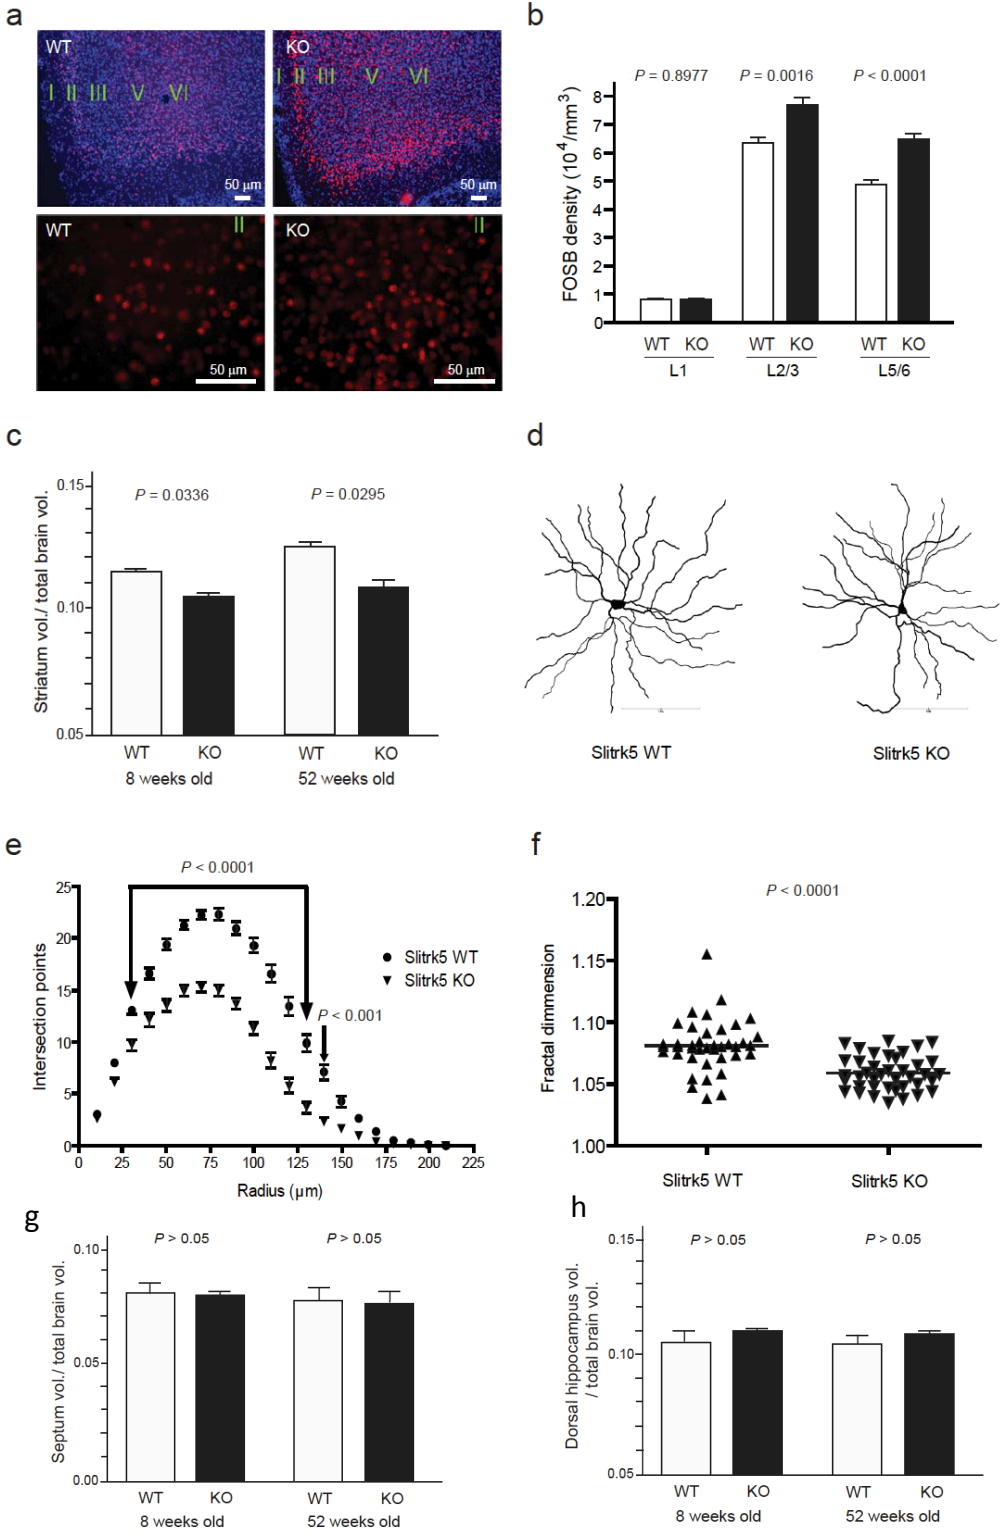 a
WT
I II III V VI
50 µm
KO
I II III V VI
50 µm
WT
II
50 µm
KO
II
50 µm
b
P = 0.8977 P = 0.0016 P < 0.0001
FOSB density (10^4/mm^3)
8
7
6
5
4
3
2
1
0
WT KO WT KO WT KO
L1 L2/3 L5/6
c
P = 0.0336 P = 0.0295
Striatum vol./ total brain vol.
0.15
0.10
0.05
WT KO WT KO
8 weeks old 52 weeks old
d
Slitrk5 WT Slitrk5 KO
e
P < 0.0001
Intersection points
25
20
15
10
5
0
Slitrk5 WT
Slitrk5 KO
P < 0.001
0 25 50 75 100 125 150 175 200 225
Radius (µm)
f
P < 0.0001
Fractal dimmension
1.20
1.15
1.10
1.05
1.00
Slitrk5 WT Slitrk5 KO
g
P > 0.05 P > 0.05
Septum vol./ total brain vol.
0.10
0.05
0.00
WT KO WT KO
8 weeks old 52 weeks old
h
P > 0.05 P > 0.05
Dorsal hippocampus vol.
/ total brain vol.
0.15
0.10
0.05
WT KO WT KO
8 weeks old 52 weeks old